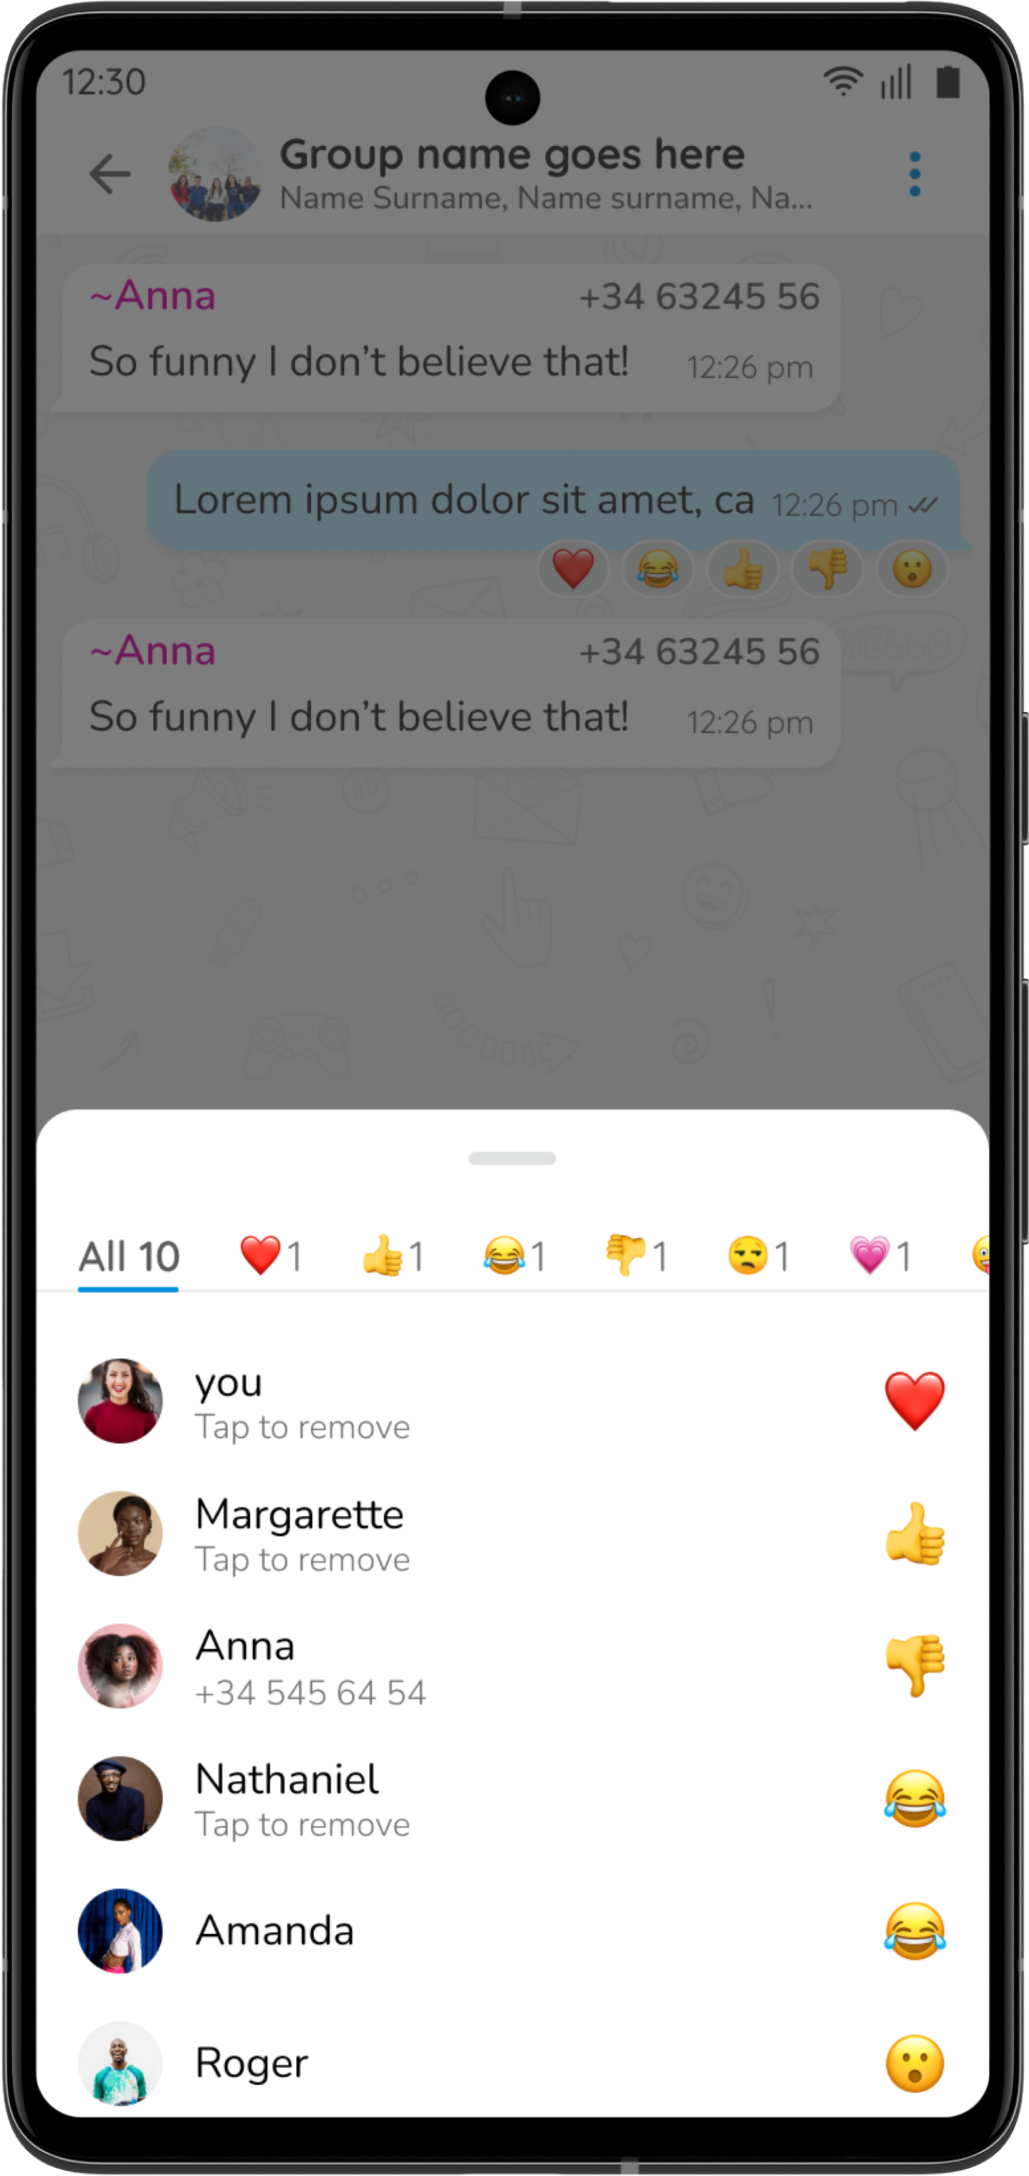 12:30
Group name goes here
Name Surname, Name surname, Na...
~Anna +34 63245 56
So funny I don’t believe that! 12:26 pm
Lorem ipsum dolor sit amet, ca 12:26 pm
~Anna +34 63245 56
HELLO
So funny I don’t believe that! 12:26 pm
All 10 ❤️1 👍1 😂1 👎1 😒1 💗1
you
Tap to remove
Margarette
Tap to remove
Anna
+34 545 64 54
Nathaniel
Tap to remove
Amanda
Roger